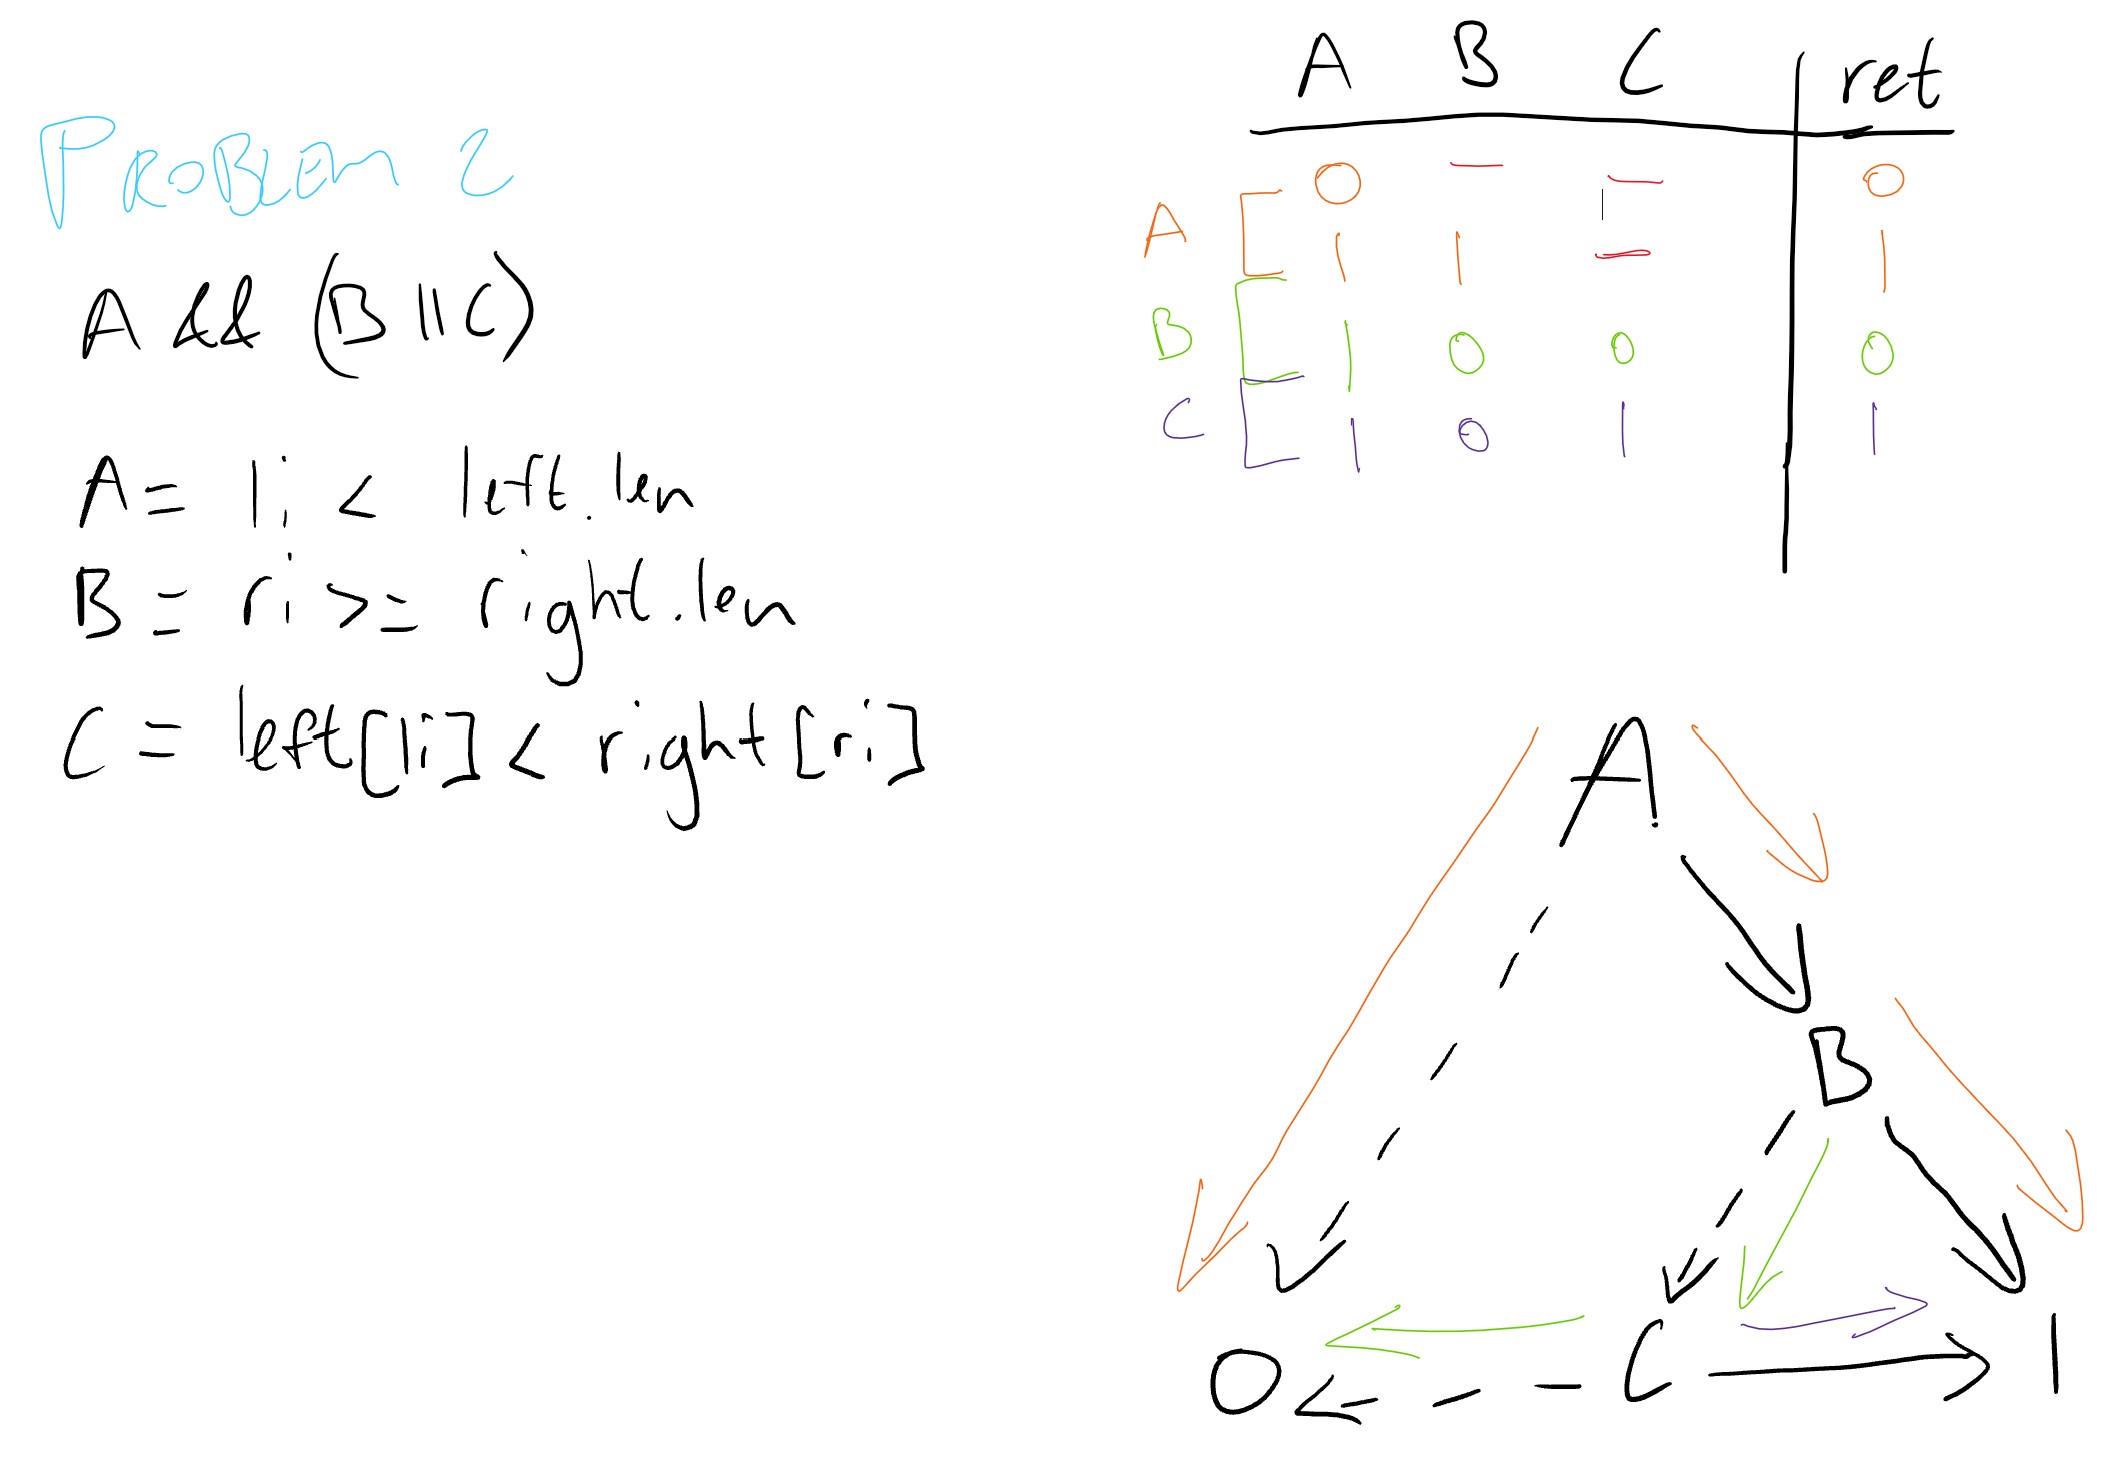 PROBLEM 2
A && (B || C)
A = li < left.len
B = ri >= right.len
C = left[li] < right[ri]
A B C ret
0 – – 0
A
1 1 – 1
B
1 0 0 0
C
1 0 1 1
A
B
0 C 1